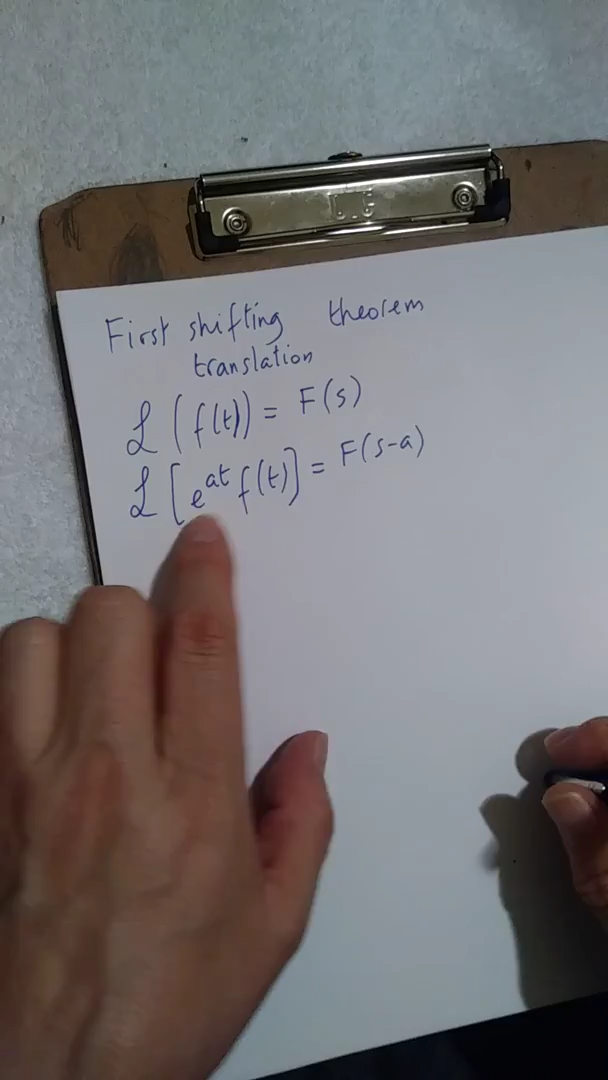 First shifting theorem
translation
ℒ(f(t)) = F(s)
ℒ[e^{at} f(t)] = F(s-a)